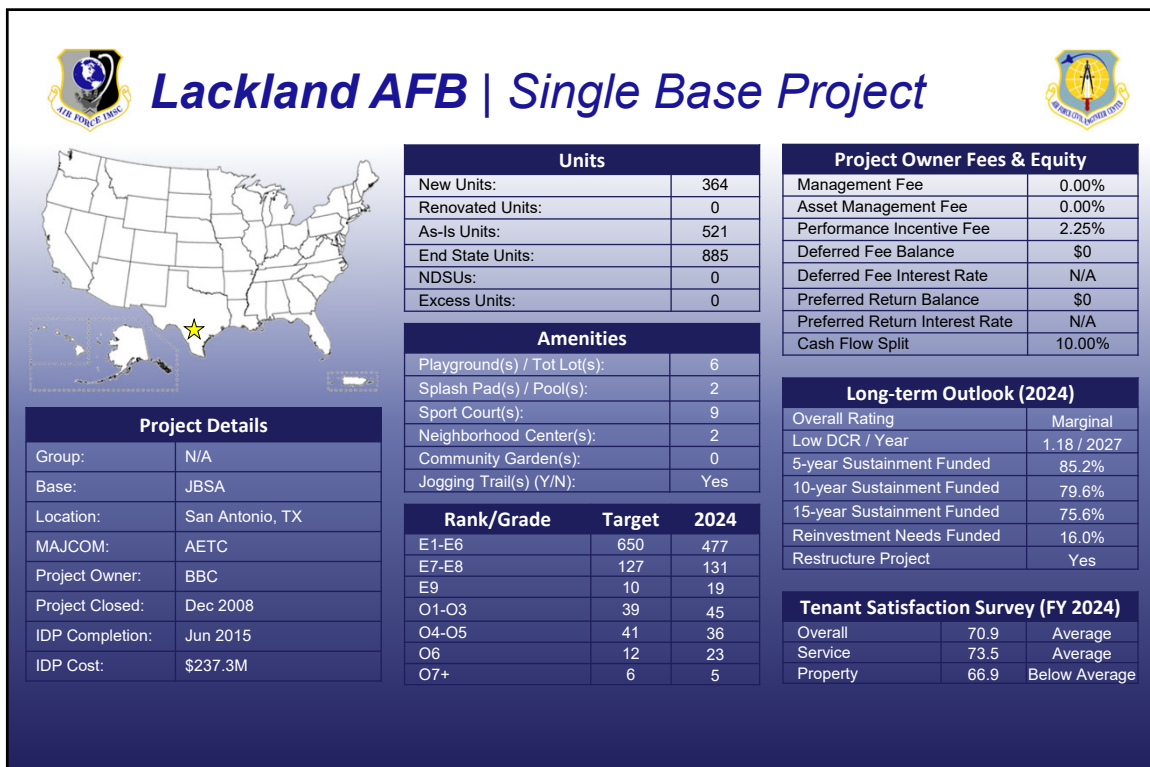 AIR FORCE IMSC
Lackland AFB | Single Base Project
AIR FORCE CIVIL ENGINEER CENTER
Project Details
Group: N/A
Base: JBSA
Location: San Antonio, TX
MAJCOM: AETC
Project Owner: BBC
Project Closed: Dec 2008
IDP Completion: Jun 2015
IDP Cost: $237.3M
Units
New Units: 364
Renovated Units: 0
As-Is Units: 521
End State Units: 885
NDSUs: 0
Excess Units: 0
Amenities
Playground(s) / Tot Lot(s): 6
Splash Pad(s) / Pool(s): 2
Sport Court(s): 9
Neighborhood Center(s): 2
Community Garden(s): 0
Jogging Trail(s) (Y/N): Yes
Rank/Grade Target 2024
E1-E6 650 477
E7-E8 127 131
E9 10 19
O1-O3 39 45
O4-O5 41 36
O6 12 23
O7+ 6 5
Project Owner Fees & Equity
Management Fee 0.00%
Asset Management Fee 0.00%
Performance Incentive Fee 2.25%
Deferred Fee Balance $0
Deferred Fee Interest Rate N/A
Preferred Return Balance $0
Preferred Return Interest Rate N/A
Cash Flow Split 10.00%
Long-term Outlook (2024)
Overall Rating Marginal
Low DCR / Year 1.18 / 2027
5-year Sustainment Funded 85.2%
10-year Sustainment Funded 79.6%
15-year Sustainment Funded 75.6%
Reinvestment Needs Funded 16.0%
Restructure Project Yes
Tenant Satisfaction Survey (FY 2024)
Overall 70.9 Average
Service 73.5 Average
Property 66.9 Below Average